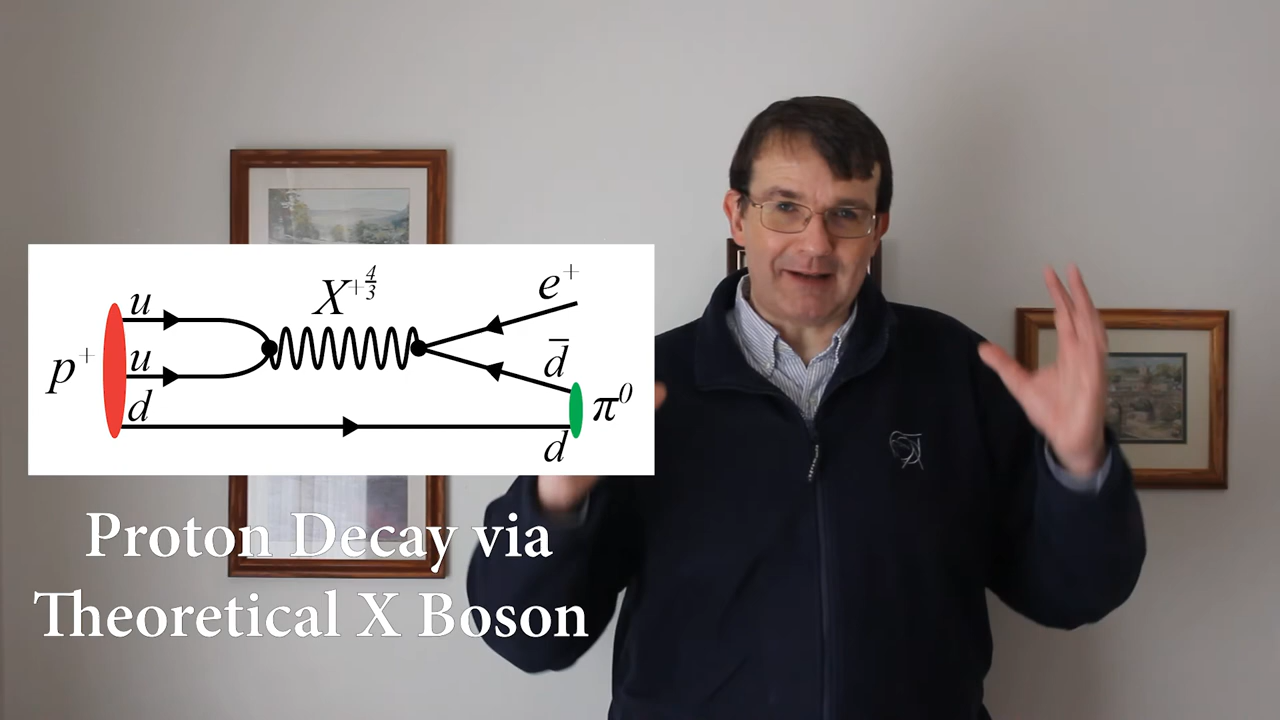 X+4/3
e+
u
p+
u
d̄
d
π0
d
Proton Decay via
Theoretical X Boson